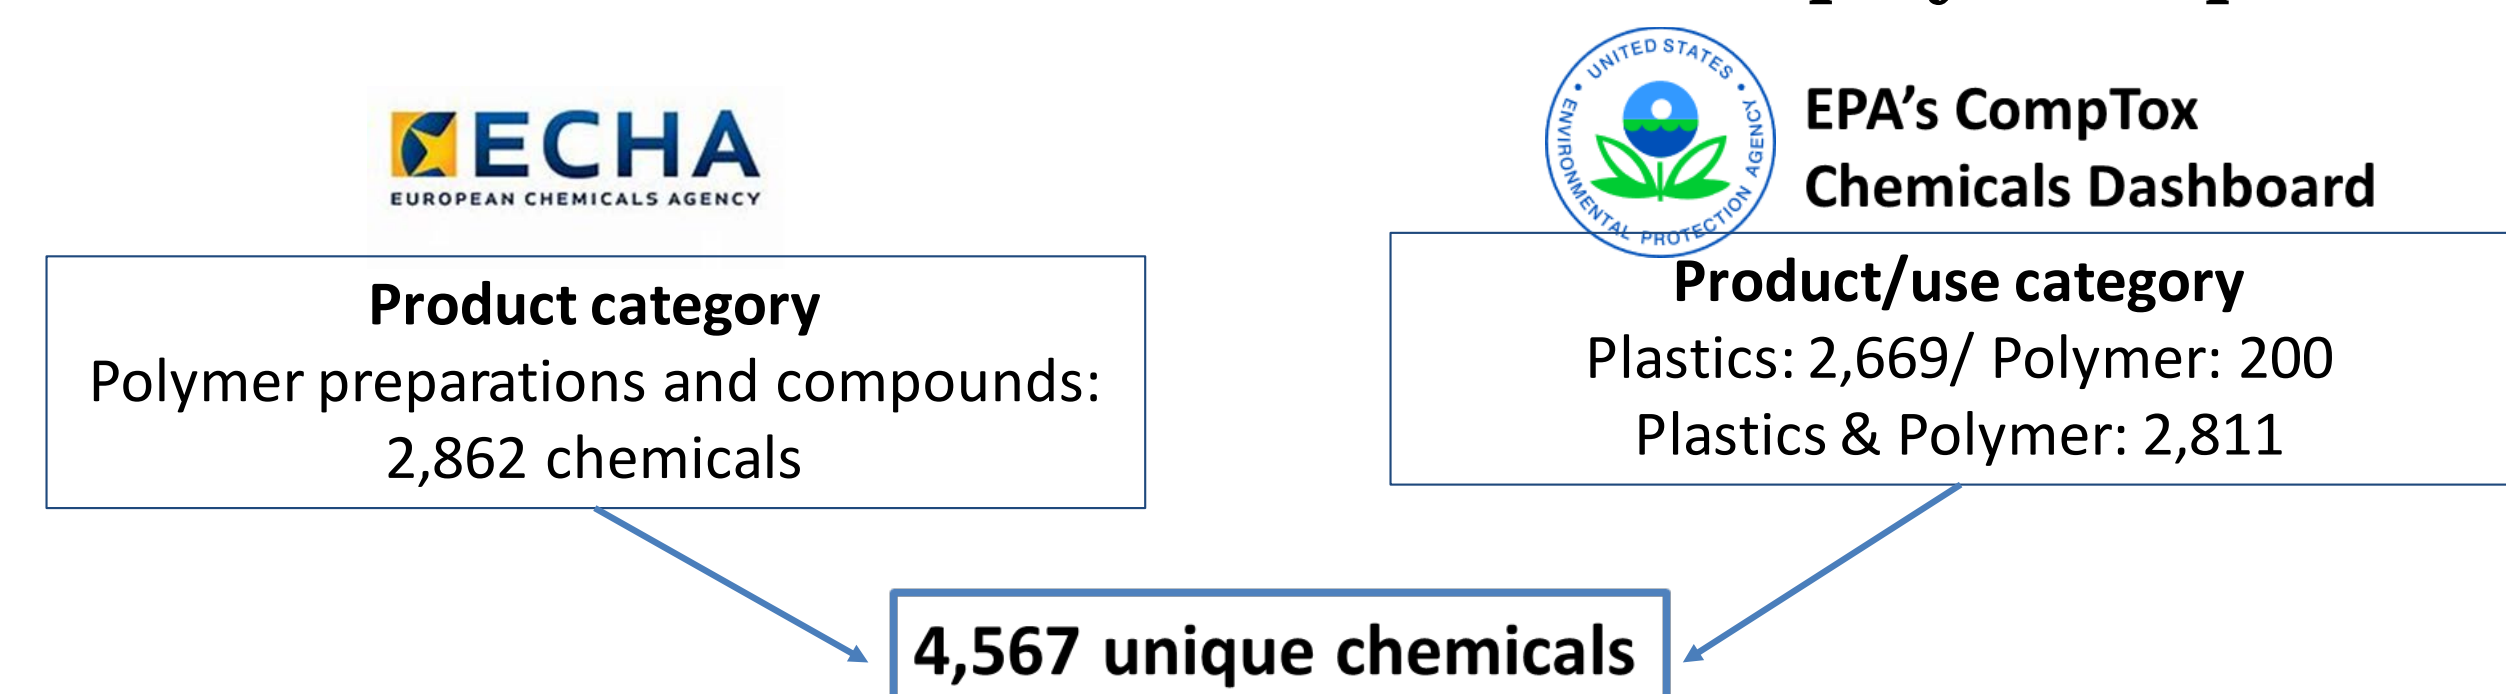 ECHA
EUROPEAN CHEMICALS AGENCY
UNITED STATES
ENVIRONMENTAL PROTECTION AGENCY
EPA's CompTox
Chemicals Dashboard
Product category
Polymer preparations and compounds:
2,862 chemicals
Product/use category
Plastics: 2,669/ Polymer: 200
Plastics & Polymer: 2,811
4,567 unique chemicals